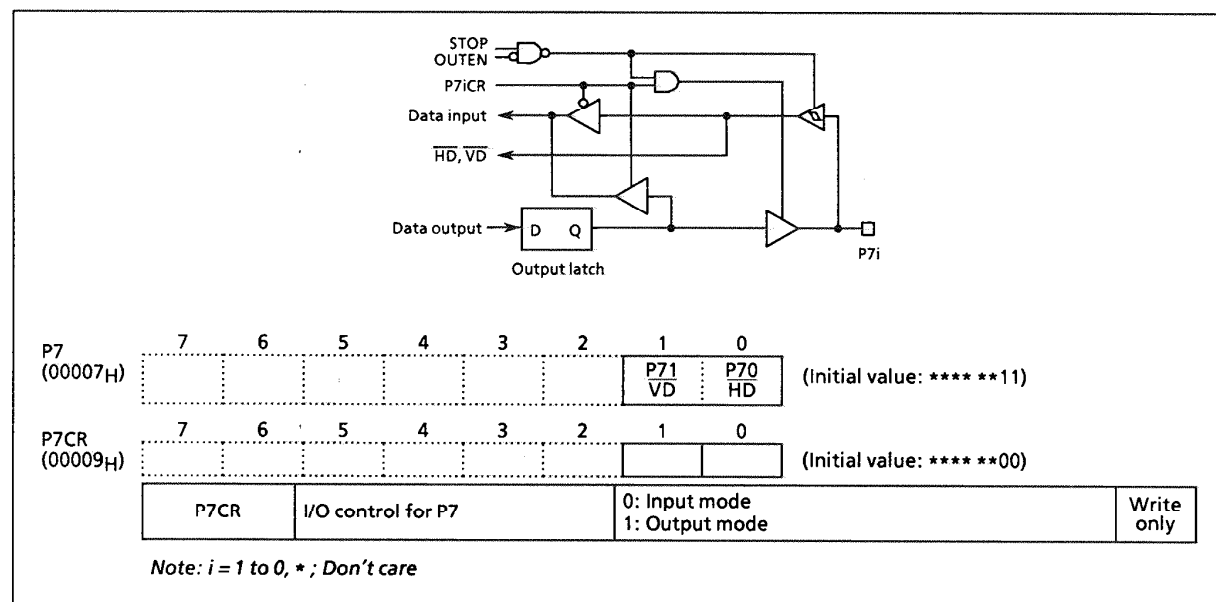 STOP
OUTEN
P7iCR
Data input
HD, VD
Data output
D Q
Output latch
P7i
7 6 5 4 3 2 1 0
P7
(00007H)
P71 P70
VD HD
(Initial value: **** **11)
7 6 5 4 3 2 1 0
P7CR
(00009H)
(Initial value: **** **00)
P7CR I/O control for P7 0: Input mode
1: Output mode
Write
only
Note: i = 1 to 0, * ; Don't care